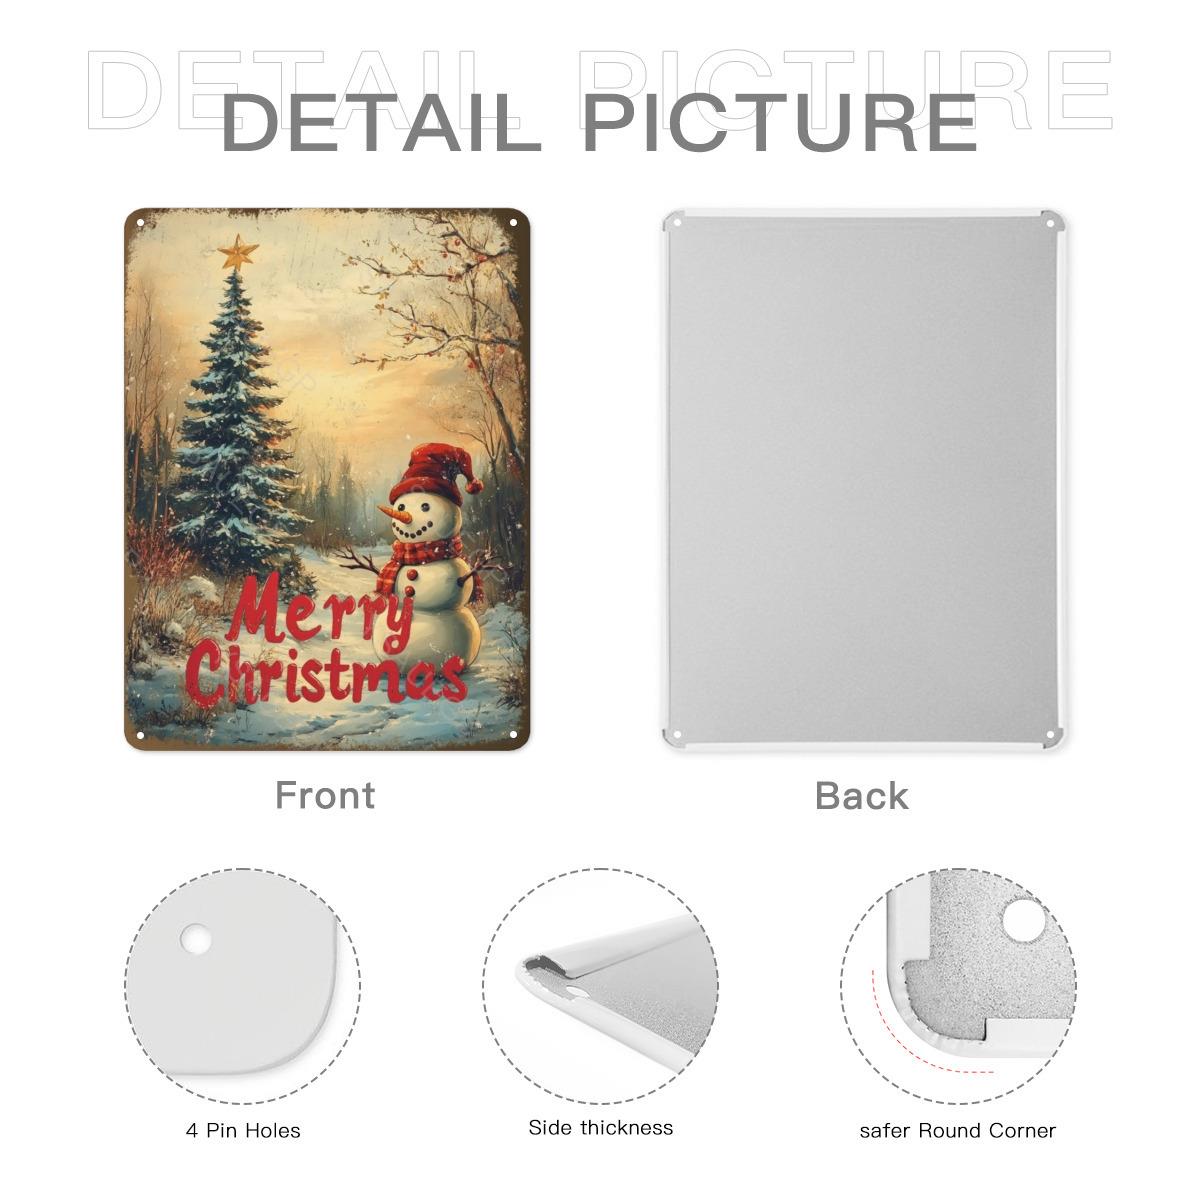 DETAIL PICTURE
DETAIL PICTURE
Merry
Christmas
Front
Back
4 Pin Holes
Side thickness
safer Round Corner